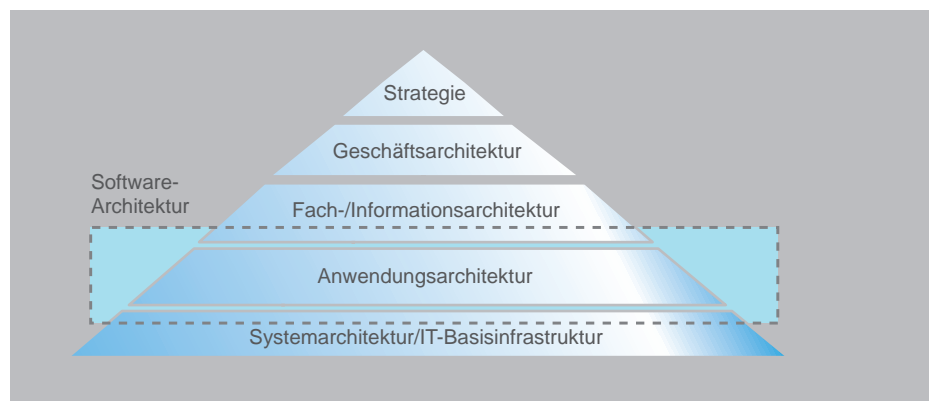 Strategie
Geschäftsarchitektur
Software-
Architektur
Fach-/Informationsarchitektur
Anwendungsarchitektur
Systemarchitektur/IT-Basisinfrastruktur